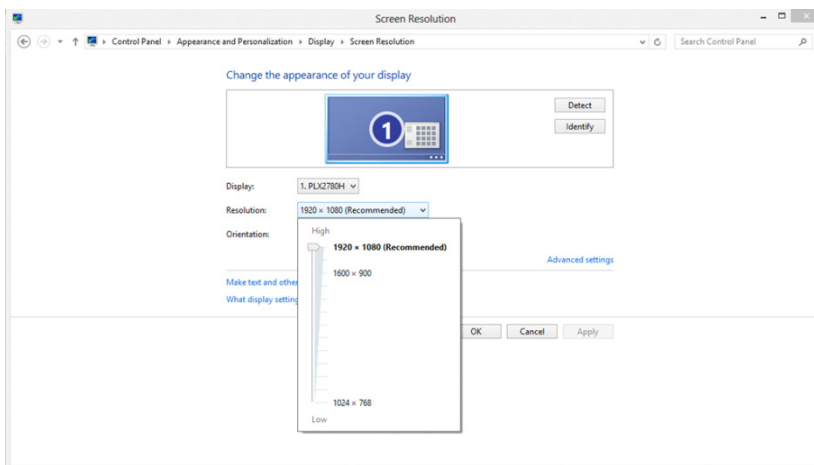 Screen Resolution
Control Panel Appearance and Personalization Display Screen Resolution
Search Control Panel
Change the appearance of your display
1
Detect
Identify
Display: 1. PLX2780H
Resolution: 1920 × 1080 (Recommended)
Orientation:
High
1920 × 1080 (Recommended)
1600 × 900
1024 × 768
Low
Advanced settings
Make text and other
What display setting
OK Cancel Apply